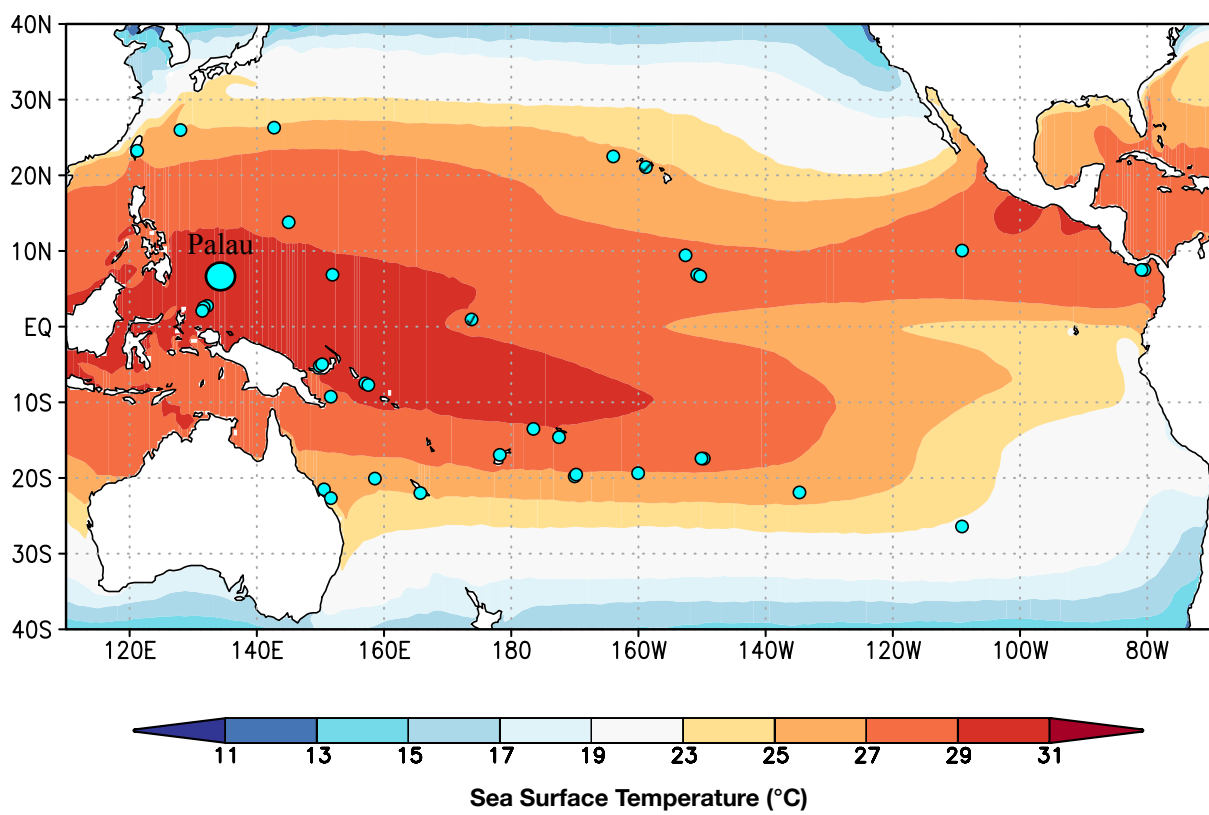 40N
30N
20N
10N
Palau
EQ
10S
20S
30S
40S
120E 140E 160E 180 160W 140W 120W 100W 80W
11 13 15 17 19 23 25 27 29 31
Sea Surface Temperature (°C)